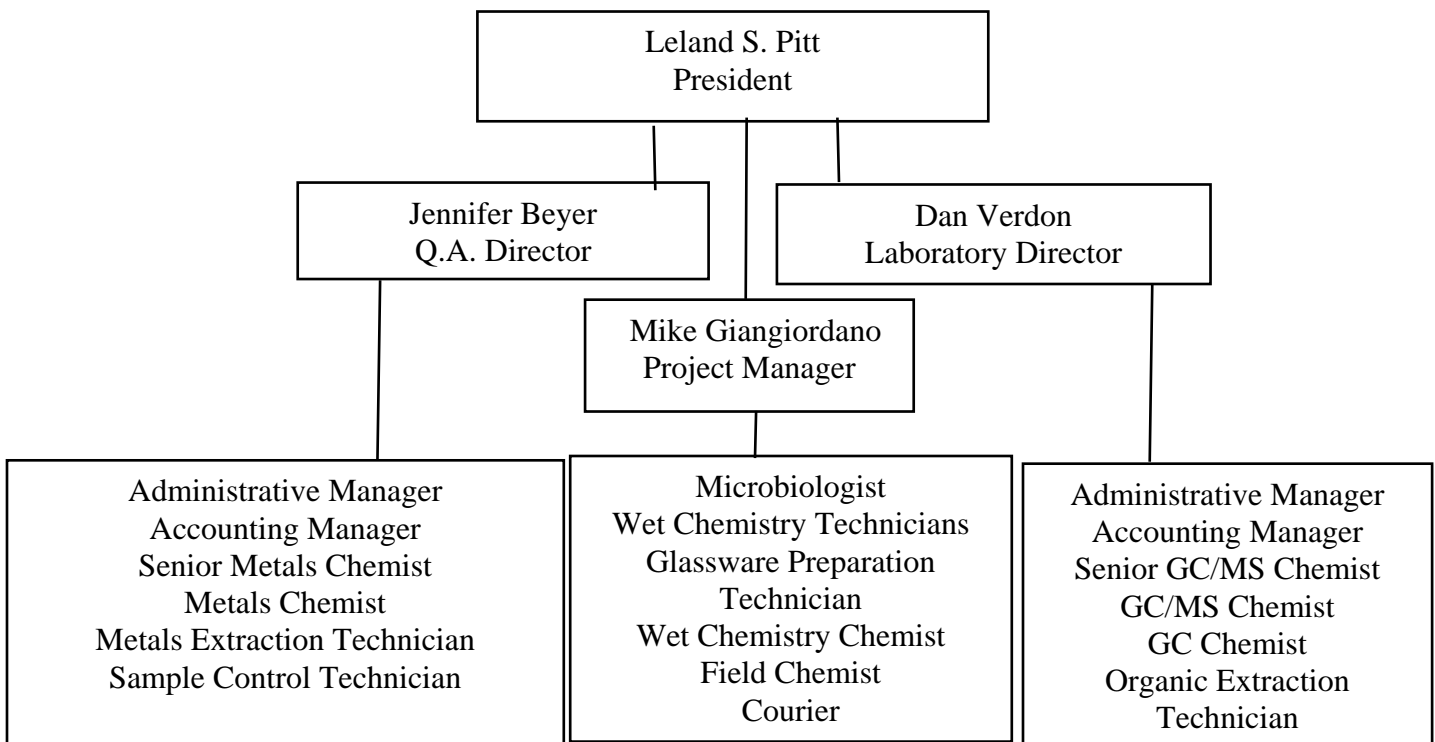 Leland S. Pitt
President
Jennifer Beyer
Q.A. Director
Dan Verdon
Laboratory Director
Mike Giangiordano
Project Manager
Administrative Manager
Accounting Manager
Senior Metals Chemist
Metals Chemist
Metals Extraction Technician
Sample Control Technician
Microbiologist
Wet Chemistry Technicians
Glassware Preparation
Technician
Wet Chemistry Chemist
Field Chemist
Courier
Administrative Manager
Accounting Manager
Senior GC/MS Chemist
GC/MS Chemist
GC Chemist
Organic Extraction
Technician